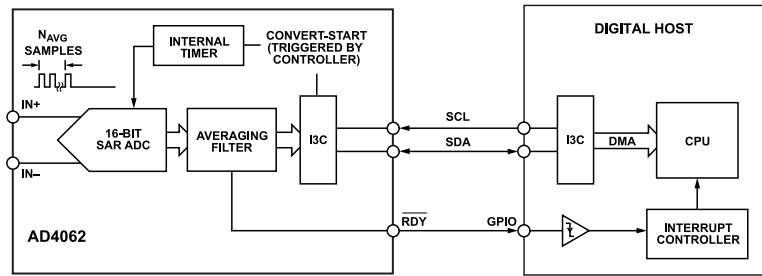 N AVG
SAMPLES
INTERNAL
TIMER
CONVERT-START
(TRIGGERED BY
CONTROLLER)
IN+
IN–
16-BIT
SAR ADC
AVERAGING
FILTER
I3C
AD4062
SCL
SDA
RDY
GPIO
DIGITAL HOST
I3C
DMA
CPU
INTERRUPT
CONTROLLER